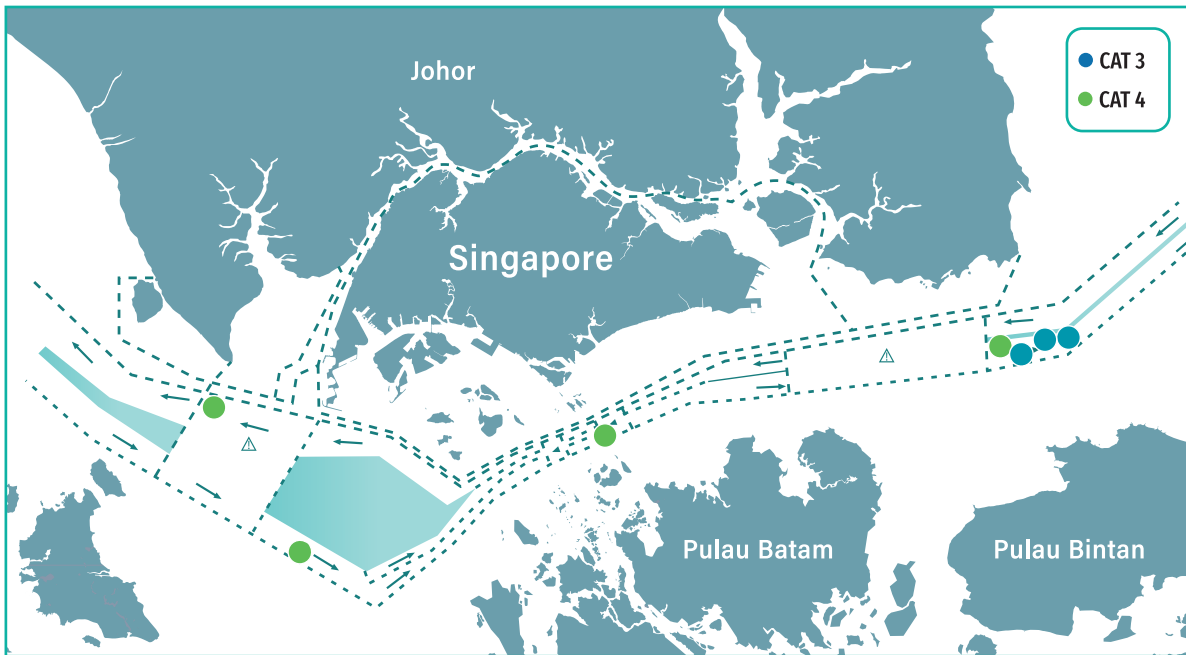 Johor
CAT 3
CAT 4
Singapore
Pulau Batam
Pulau Bintan